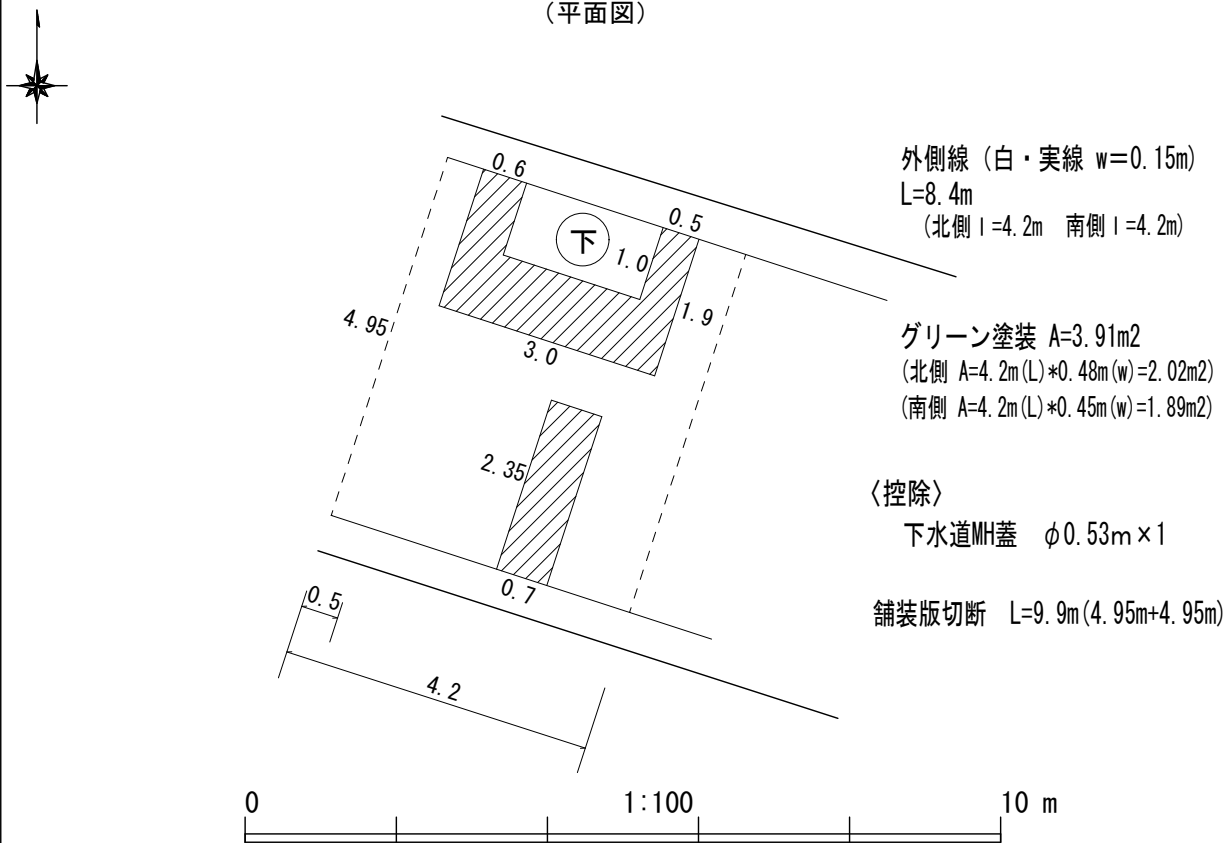 (平面図)
外側線(白・実線 w=0.15m)
L=8.4m
(北側 l=4.2m 南側 l=4.2m)
0.6
0.5
下
1.0
4.95
1.9
3.0
グリーン塗装 A=3.91m2
(北側 A=4.2m(L)*0.48m(w)=2.02m2)
(南側 A=4.2m(L)*0.45m(w)=1.89m2)
2.35
〈控除〉
下水道MH蓋 φ0.53m×1
0.7
舗装版切断 L=9.9m(4.95m+4.95m)
0.5
4.2
0 1:100 10 m